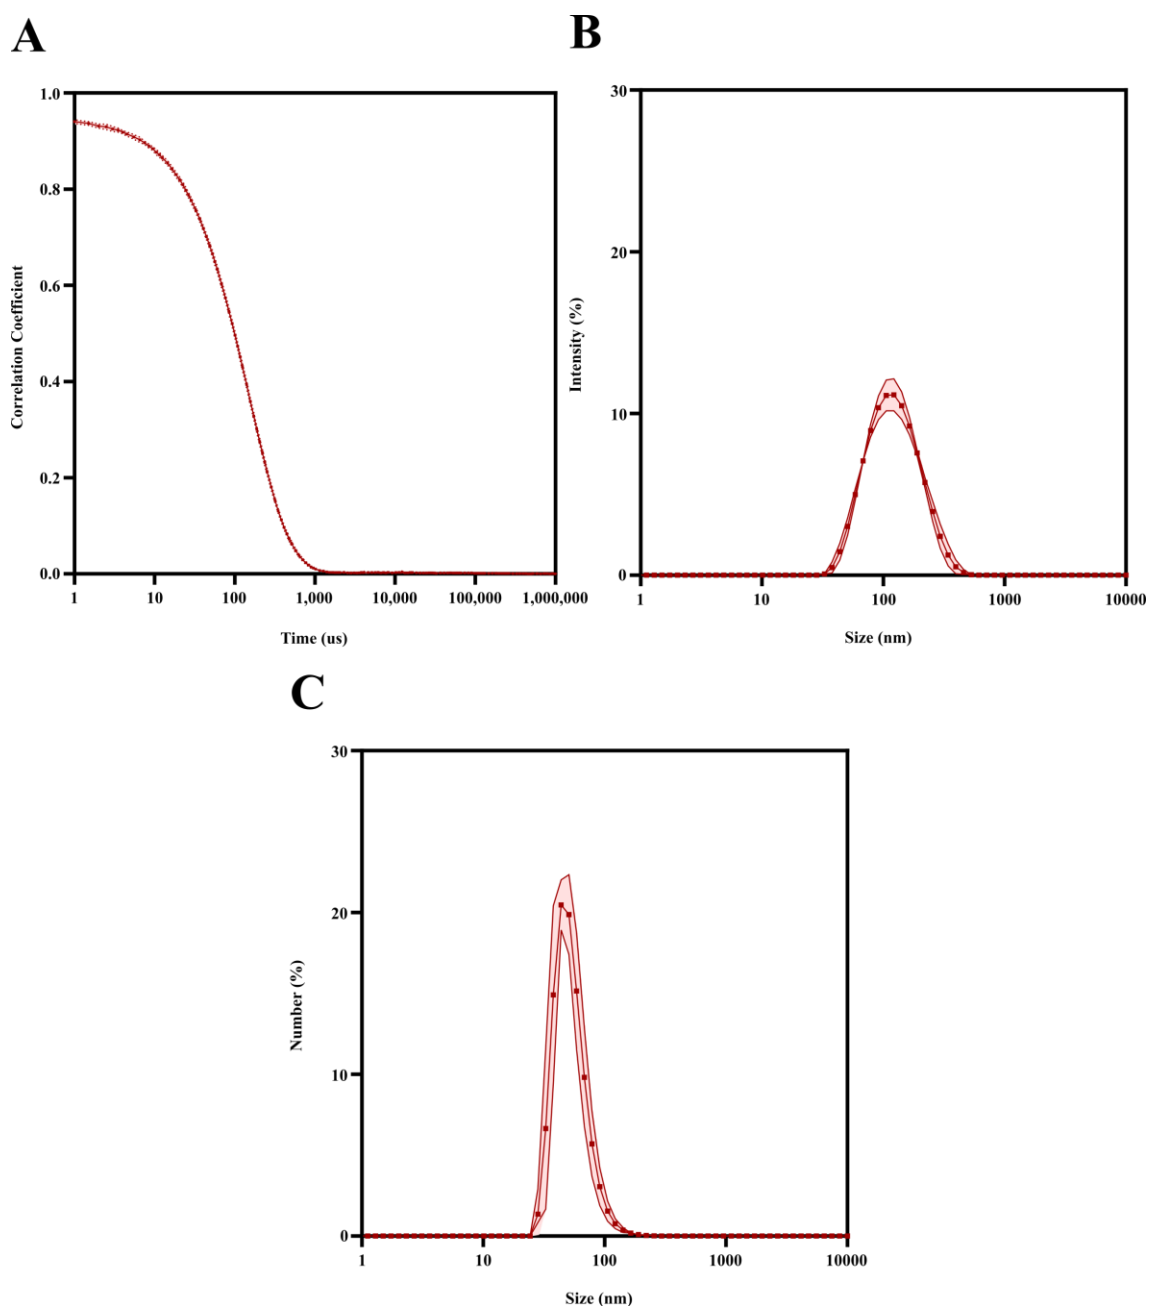 A
1.0
0.8
0.6
0.4
0.2
0.0
Correlation Coefficient
1 10 100 1,000 10,000 100,000 1,000,000
Time (us)
B
30
20
10
0
Intensity (%)
1 10 100 1000 10000
Size (nm)
C
30
20
10
0
Number (%)
1 10 100 1000 10000
Size (nm)